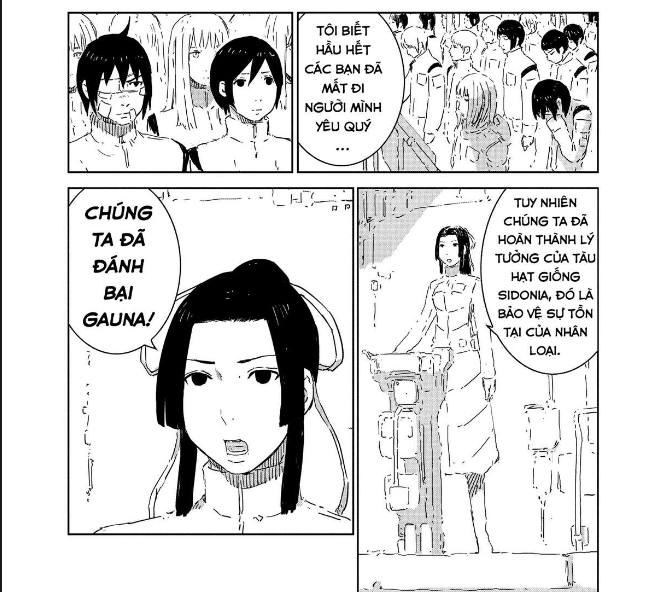 TÔI BIẾT
HẦU HẾT
CÁC BẠN ĐÃ
MẤT ĐI
NGƯỜI MÌNH
YÊU QUÝ
...
TUY NHIÊN
CHÚNG TA ĐÃ
HOÀN THÀNH LÝ
TƯỞNG CỦA TÀU
HẠT GIỐNG
SIDONIA, ĐÓ LÀ
BẢO VỆ SỰ TỒN
TẠI CỦA NHÂN
LOẠI.
CHÚNG
TA ĐÃ
ĐÁNH
BẠI
GAUNA!